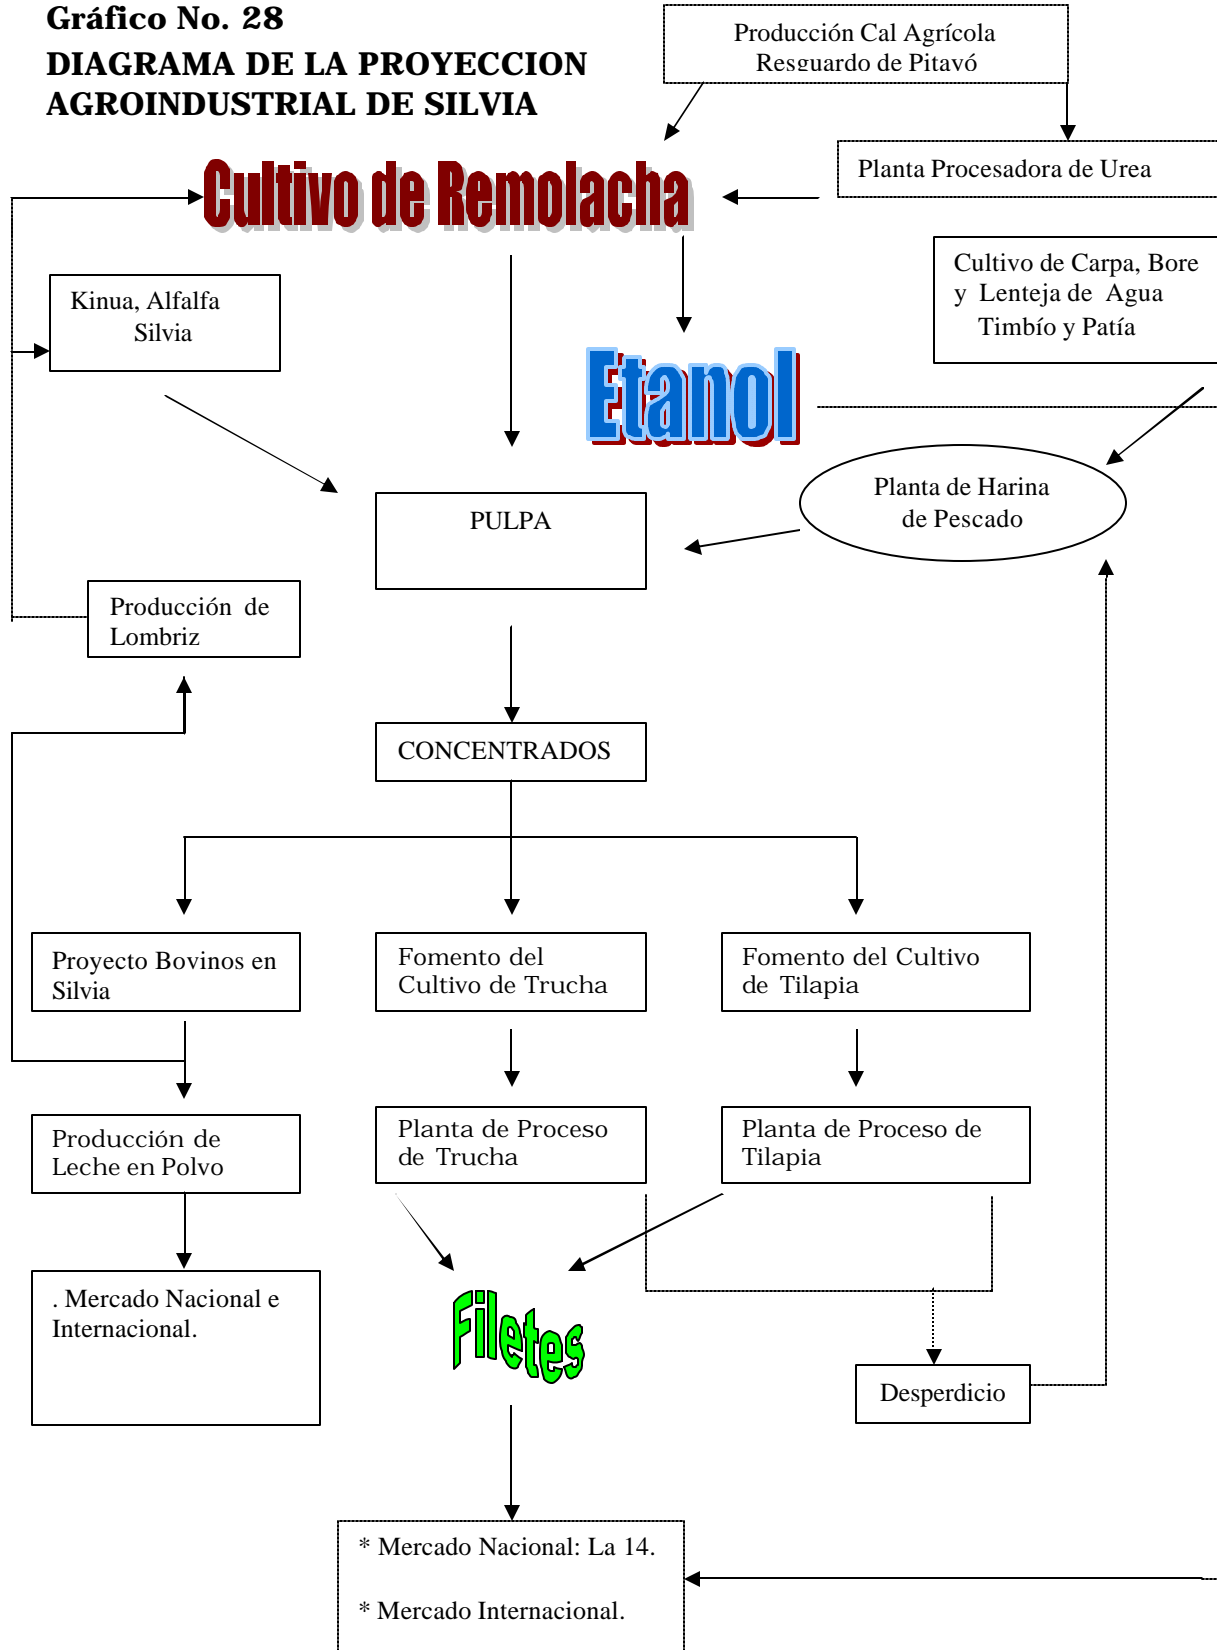 Gráfico No. 28
DIAGRAMA DE LA PROYECCION
AGROINDUSTRIAL DE SILVIA
Producción Cal Agrícola
Resguardo de Pitavó
Planta Procesadora de Urea
Cultivo de Remolacha
Kinua, Alfalfa
Silvia
Cultivo de Carpa, Bore
y Lenteja de Agua
Timbío y Patía
Etanol
Planta de Harina
de Pescado
PULPA
Producción de
Lombriz
CONCENTRADOS
Proyecto Bovinos en
Silvia
Fomento del
Cultivo de Trucha
Fomento del Cultivo
de Tilapia
Producción de
Leche en Polvo
Planta de Proceso
de Trucha
Planta de Proceso de
Tilapia
. Mercado Nacional e
Internacional.
Filetes
Desperdicio
* Mercado Nacional: La 14.
* Mercado Internacional.